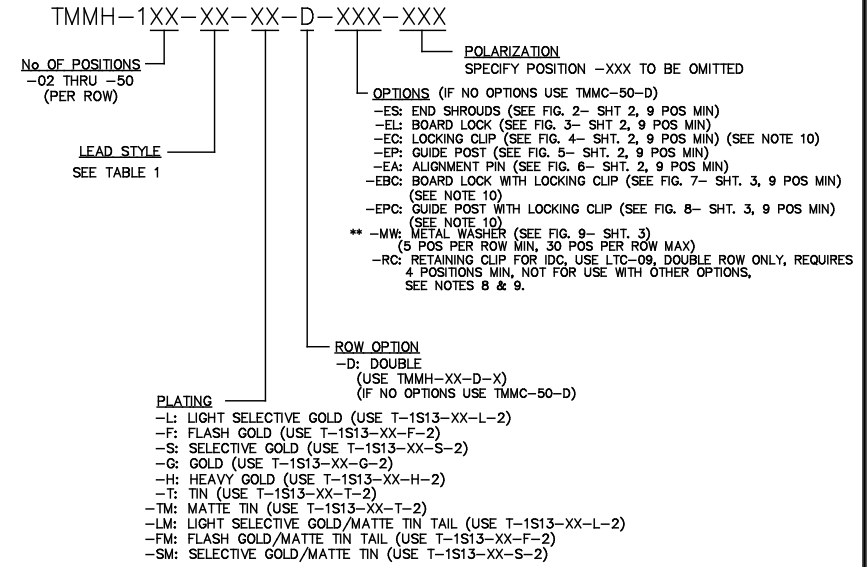 TMMH-1XX-XX-XX-D-XXX-XXX
POLARIZATION
SPECIFY POSITION -XXX TO BE OMITTED
No OF POSITIONS
-02 THRU -50
(PER ROW)
OPTIONS (IF NO OPTIONS USE TMMC-50-D)
-ES: END SHROUDS (SEE FIG. 2- SHT 2, 9 POS MIN)
-EL: BOARD LOCK (SEE FIG. 3- SHT 2, 9 POS MIN)
-EC: LOCKING CLIP (SEE FIG. 4- SHT 2, 9 POS MIN) (SEE NOTE 10)
-EP: GUIDE POST (SEE FIG. 5- SHT. 2, 9 POS MIN)
-EA: ALIGNMENT PIN (SEE FIG. 6- SHT. 2, 9 POS MIN)
-EBC: BOARD LOCK WITH LOCKING CLIP (SEE FIG. 7- SHT. 3, 9 POS MIN)
(SEE NOTE 10)
-EPC: GUIDE POST WITH LOCKING CLIP (SEE FIG. 8- SHT. 3, 9 POS MIN)
(SEE NOTE 10)
** -MW: METAL WASHER (SEE FIG. 9- SHT. 3)
(5 POS PER ROW MIN, 30 POS PER ROW MAX)
-RC: RETAINING CLIP FOR IDC, USE LTC-09, DOUBLE ROW ONLY, REQUIRES
4 POSITIONS MIN, NOT FOR USE WITH OTHER OPTIONS,
SEE NOTES 8 & 9.
LEAD STYLE
SEE TABLE 1
ROW OPTION
-D: DOUBLE
(USE TMMH-XX-D-X)
(IF NO OPTIONS USE TMMC-50-D)
PLATING
-L: LIGHT SELECTIVE GOLD (USE T-1S13-XX-L-2)
-F: FLASH GOLD (USE T-1S13-XX-F-2)
-S: SELECTIVE GOLD (USE T-1S13-XX-S-2)
-G: GOLD (USE T-1S13-XX-G-2)
-H: HEAVY GOLD (USE T-1S13-XX-H-2)
-T: TIN (USE T-1S13-XX-T-2)
-TM: MATTE TIN (USE T-1S13-XX-T-2)
-LM: LIGHT SELECTIVE GOLD/MATTE TIN TAIL (USE T-1S13-XX-L-2)
-FM: FLASH GOLD/MATTE TIN TAIL (USE T-1S13-XX-F-2)
-SM: SELECTIVE GOLD/MATTE TIN (USE T-1S13-XX-S-2)